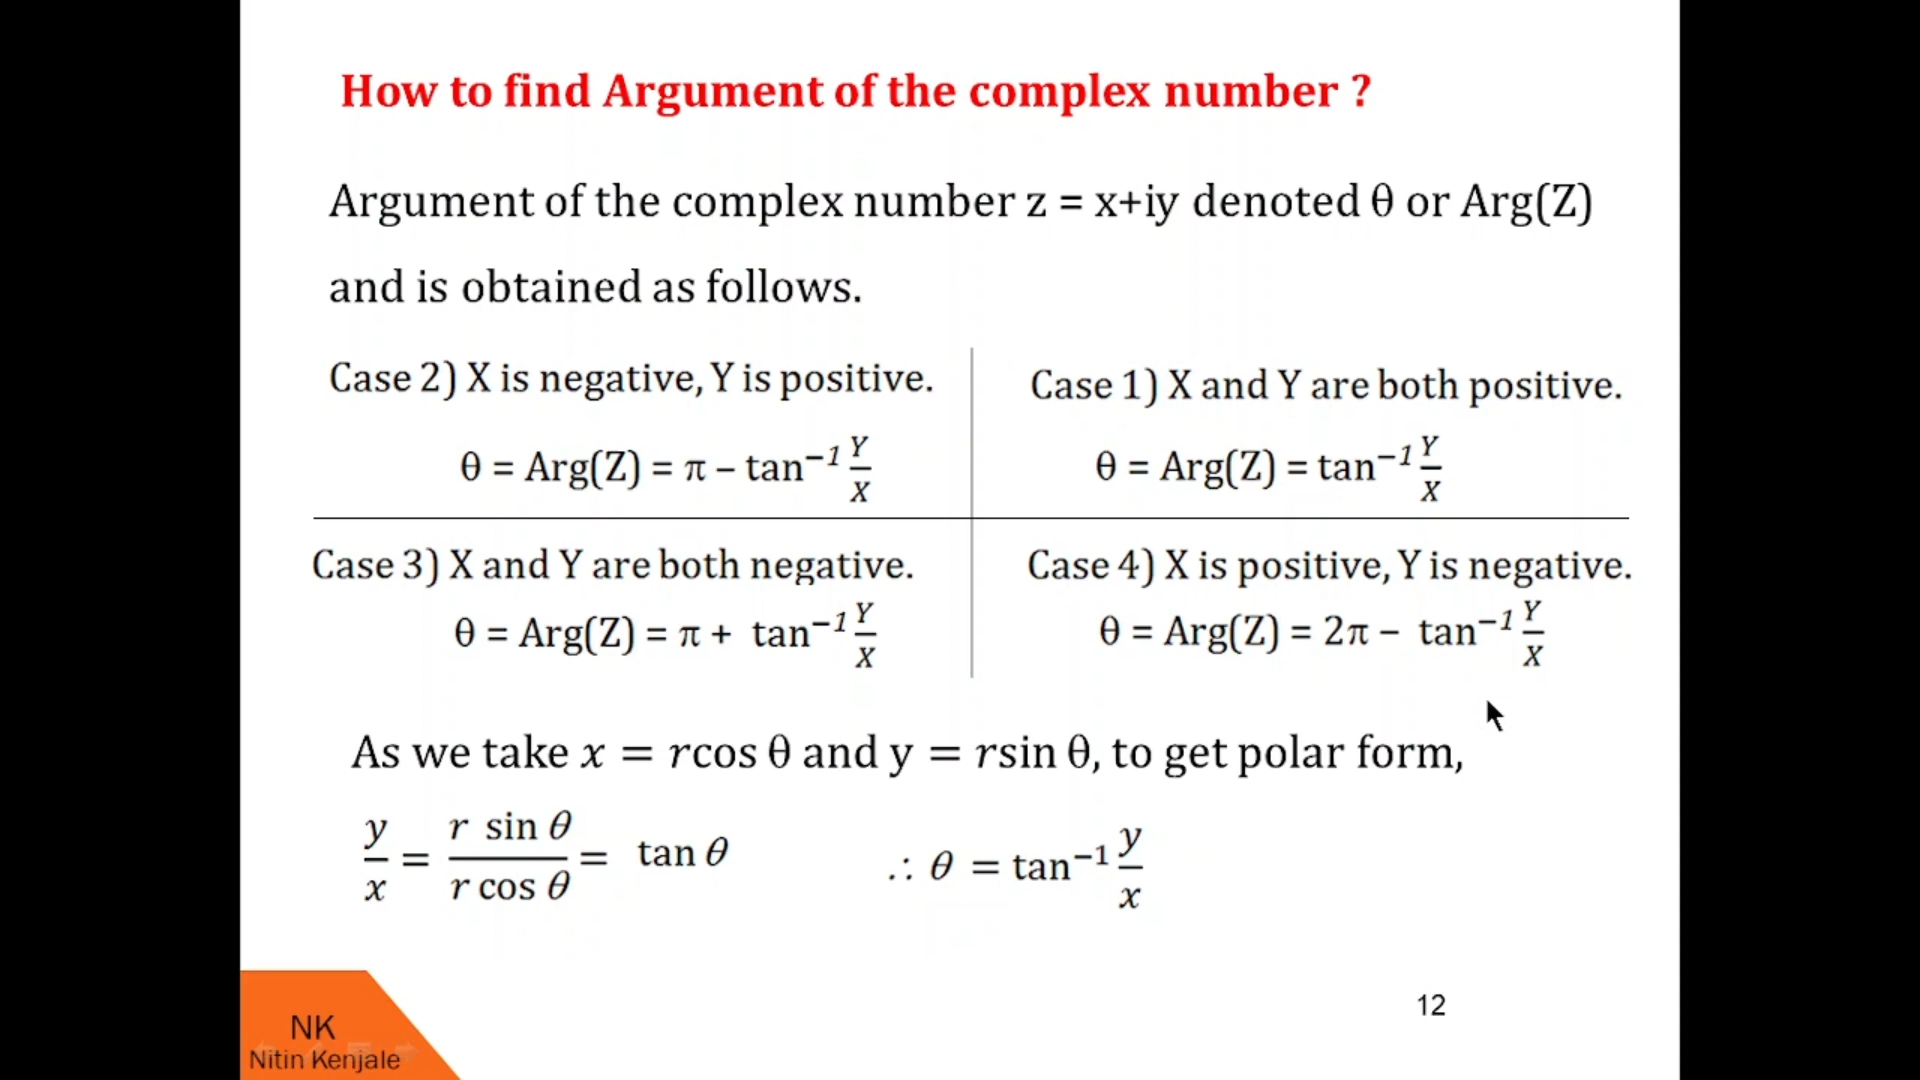 How to find Argument of the complex number ?
Argument of the complex number z = x+iy denoted θ or Arg(Z)
and is obtained as follows.
Case 2) X is negative, Y is positive.
θ = Arg(Z) = π – tan⁻¹ Y/X
Case 1) X and Y are both positive.
θ = Arg(Z) = tan⁻¹ Y/X
Case 3) X and Y are both negative.
θ = Arg(Z) = π + tan⁻¹ Y/X
Case 4) X is positive, Y is negative.
θ = Arg(Z) = 2π – tan⁻¹ Y/X
As we take x = rcos θ and y = rsin θ, to get polar form,
y/x = r sin θ / r cos θ = tan θ ∴ θ = tan⁻¹ y/x
12
NK
Nitin Kenjale